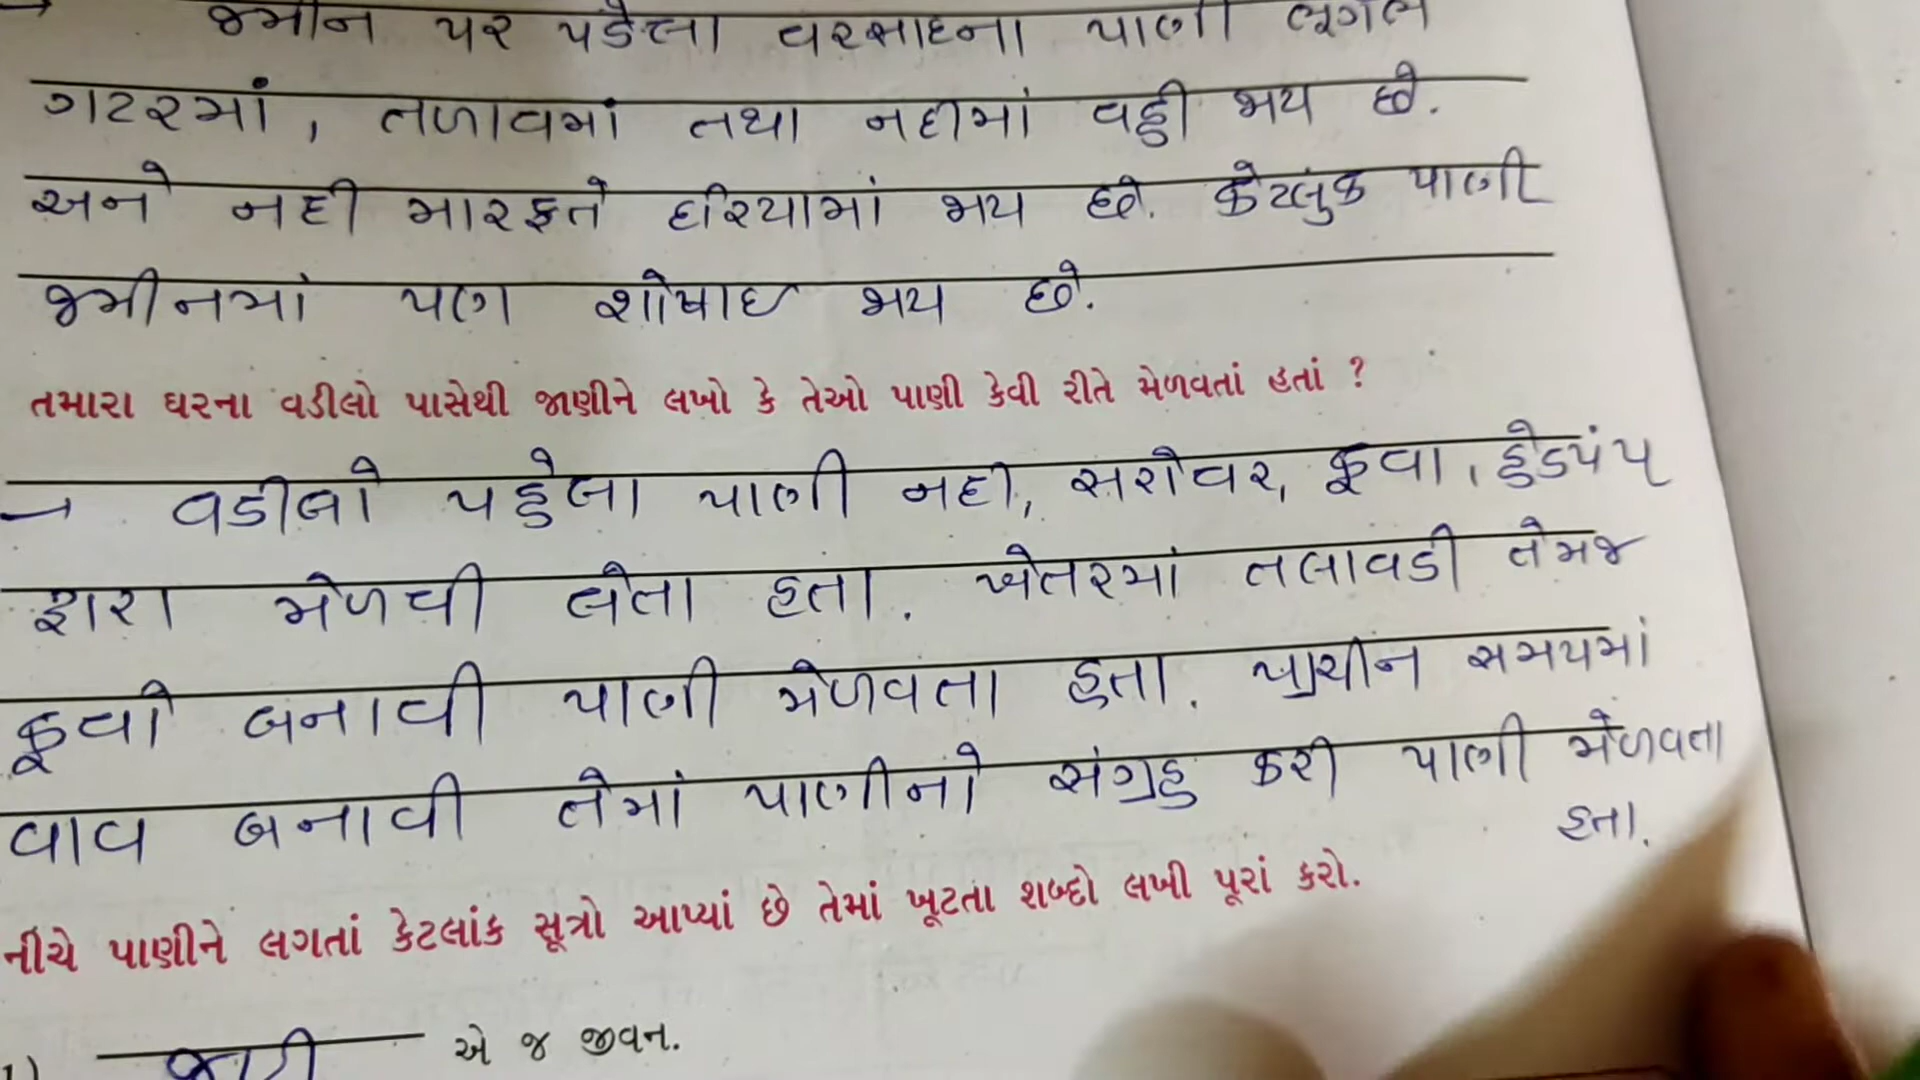 → જમીન પર પડેલા વરસાદના પાણી
ગટરમાં, તળાવમાં તથા નદીમાં વહી જાય છે.
અને નદી મારફતે દરિયામાં જાય છે. કેટલુંક પાણી
જમીનમાં પણ શોષાઈ જાય છે.
તમારા ઘરના વડીલો પાસેથી જાણીને લખો કે તેઓ પાણી કેવી રીતે મેળવતાં હતાં ?
→ વડીલો પહેલા પાણી નદી, સરોવર, કૂવા, હેડપંપ
દ્વારા મેળવી લેતા હતા. ખેતરમાં તલાવડી તેમજ
કૂવો બનાવી પાણી મેળવતા હતા. પ્રાચીન સમયમાં
વાવ બનાવી તેમાં પાણીનો સંગ્રહ કરી પાણી મેળવતા
હતા.
નીચે પાણીને લગતાં કેટલાંક સૂત્રો આપ્યાં છે તેમાં ખૂટતા શબ્દો લખી પૂરાં કરો.
1) એ જ જીવન.